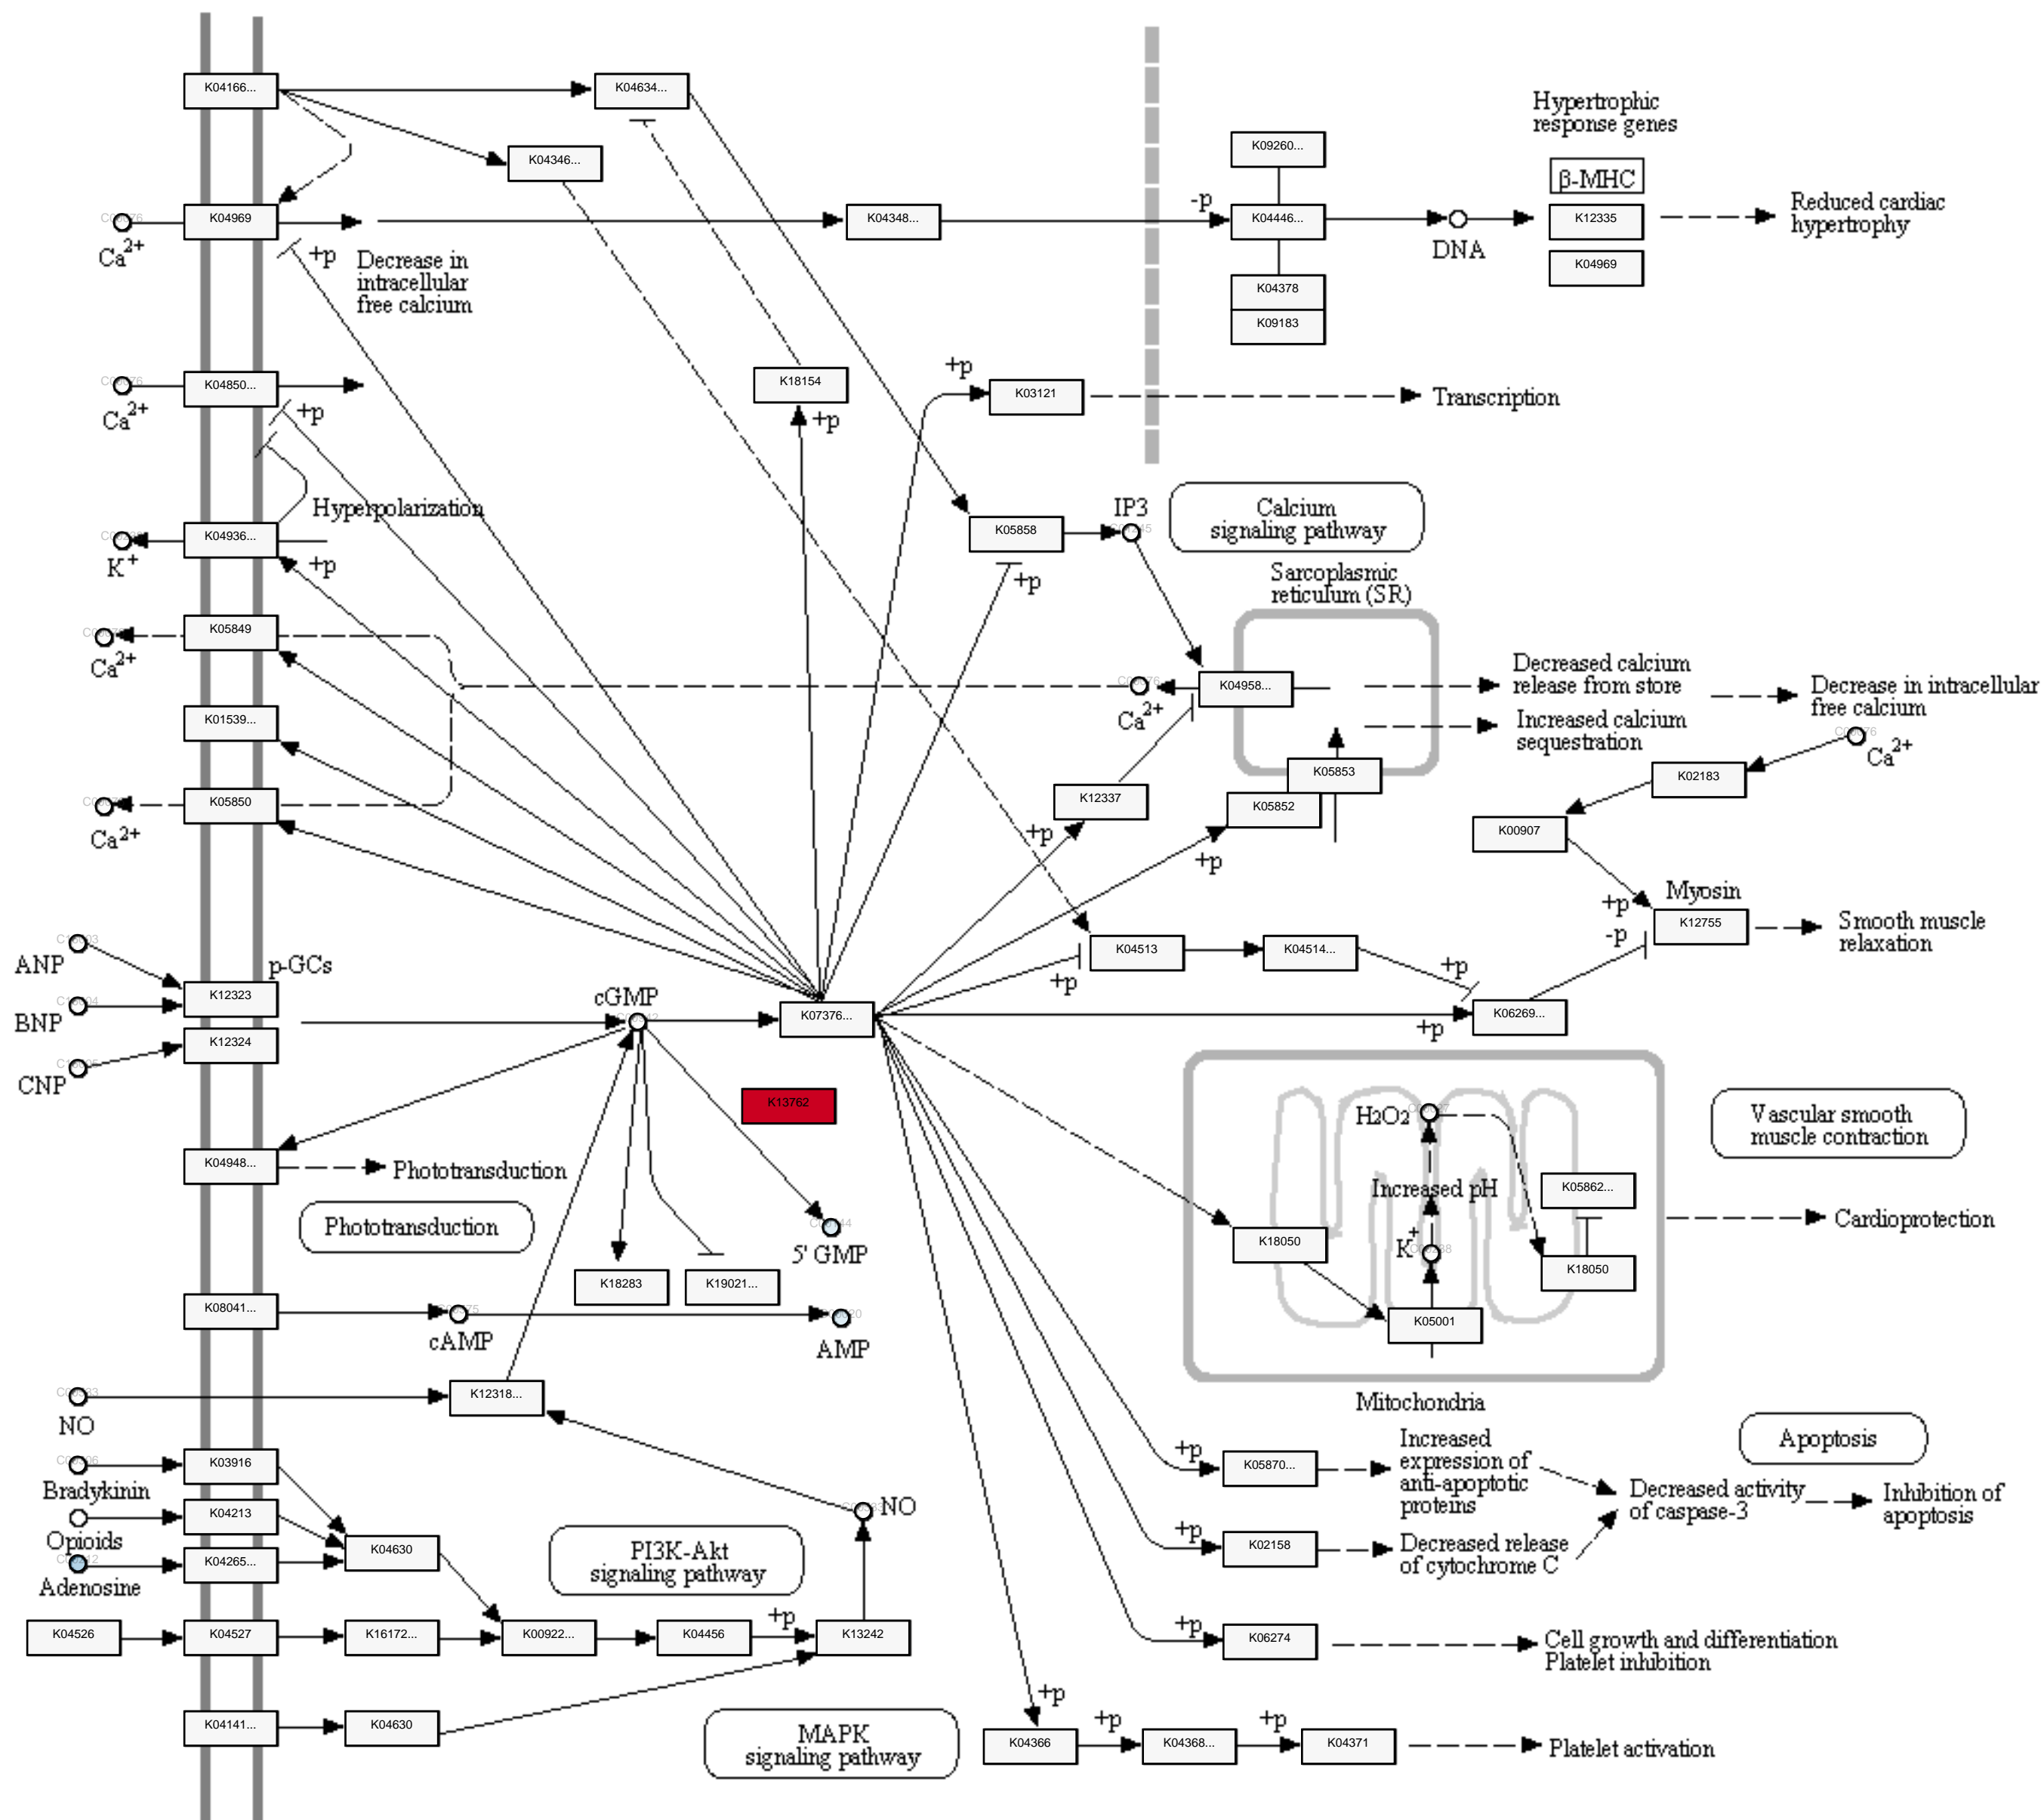 K04166...
K04634...
K04346...
Hypertrophic
response genes
K09260...
β-MHC
K04969
Ca2+
+p
Decrease in
intracellular
free calcium
K04348...
-p
K04446...
DNA
K12335
K04969
Reduced cardiac
hypertrophy
K04378
K09183
K04850...
Ca2+
+p
K18154
+p
+p
K03121
Transcription
Hyperpolarization
K04936...
K+
+p
K05858
+p
IP3
Calcium
signaling pathway
Sarcoplasmic
reticulum (SR)
K05849
Ca2+
K04958...
Ca2+
Decreased calcium
release from store
Increased calcium
sequestration
Decrease in intracellular
free calcium
Ca2+
K01539...
K05850
Ca2+
K12337
+p
K05853
K05852
+p
K02183
K00907
+p
-p
Myosin
K12755
Smooth muscle
relaxation
ANP
BNP
CNP
p-GCs
K12323
K12324
cGMP
K07376...
+p
K04513
K04514...
+p
+p
K06269...
K13762
K04948...
Phototransduction
Phototransduction
5' GMP
K18283
K19021...
H2O2
Increased pH
K+
K18050
K05001
K05862...
K18050
Vascular smooth
muscle contraction
Cardioprotection
Mitochondria
K08041...
cAMP
AMP
NO
K12318...
K03916
Bradykinin
K04213
Opioids
K04265...
Adenosine
K04630
NO
PI3K-Akt
signaling pathway
K04526
K04527
K16172...
K00922...
K04456
+p
K13242
K04141...
K04630
MAPK
signaling pathway
+p
K05870...
Increased
expression of
anti-apoptotic
proteins
Apoptosis
Decreased activity
of caspase-3
Inhibition of
apoptosis
+p
K02158
Decreased release
of cytochrome C
+p
K06274
Cell growth and differentiation
Platelet inhibition
+p
K04366
+p
K04368...
+p
K04371
Platelet activation